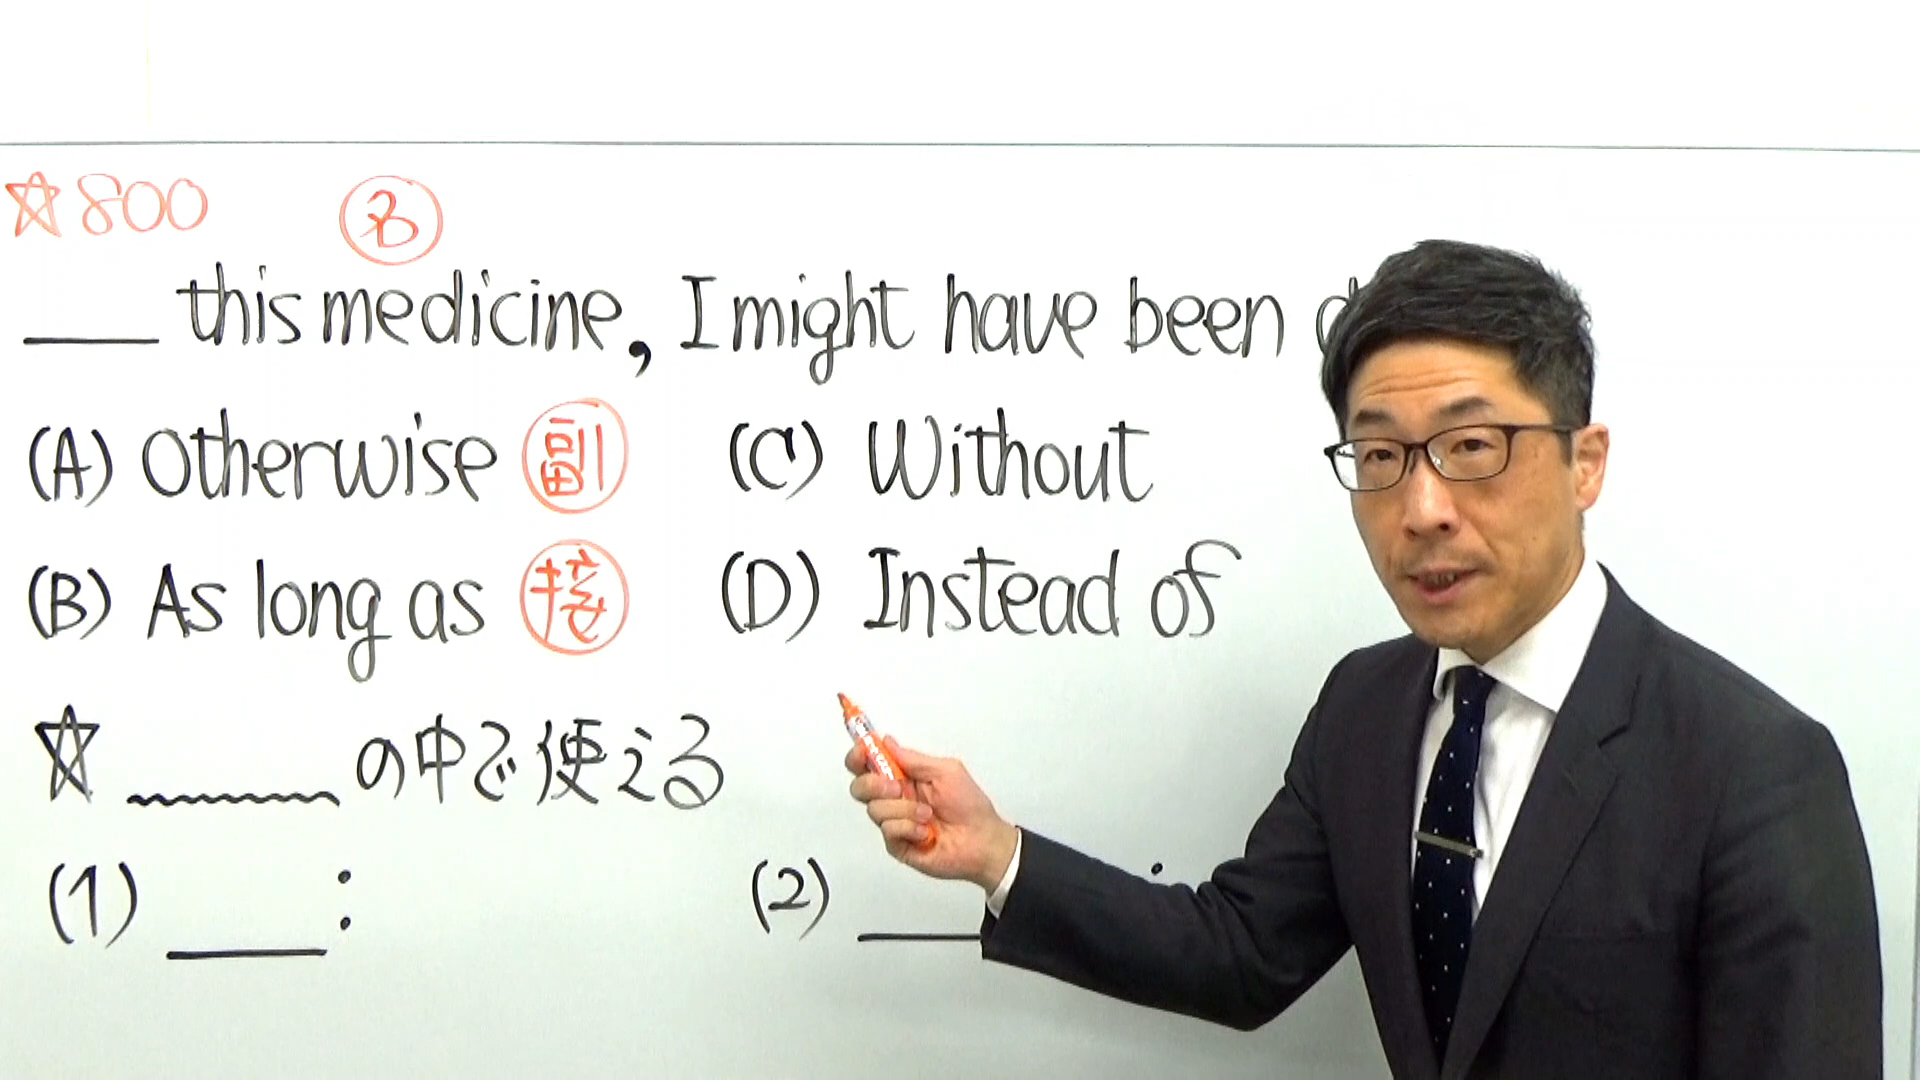 ☆800 名
___ this medicine, I might have been
(A) Otherwise 副 (C) Without
(B) As long as 接 (D) Instead of
☆ ﹏﹏﹏ の中で使える
(1) ___ : (2) ___ :